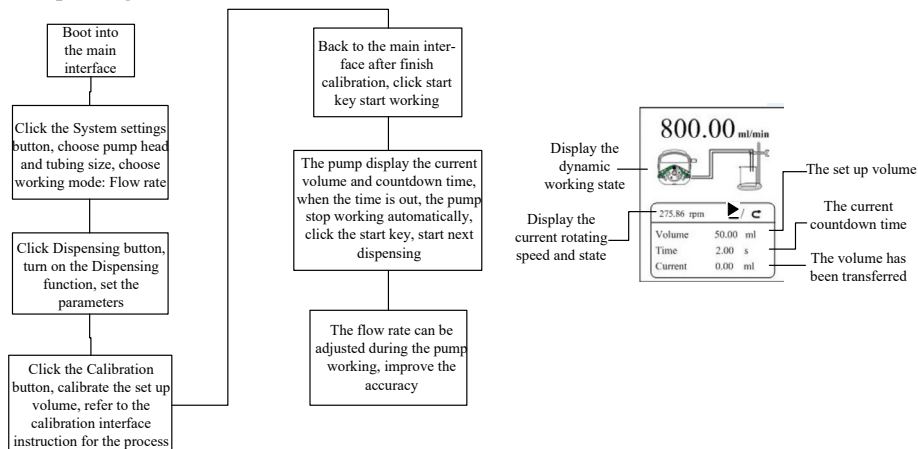 Boot into
the main
interface
Click the System settings
button, choose pump head
and tubing size, choose
working mode: Flow rate
Click Dispensing button,
turn on the Dispensing
function, set the
parameters
Click the Calibration
button, calibrate the set up
volume, refer to the
calibration interface
instruction for the process
Back to the main inter-
face after finish
calibration, click start
key start working
The pump display the current
volume and countdown time,
when the time is out, the pump
stop working automatically,
click the start key, start next
dispensing
The flow rate can be
adjusted during the pump
working, improve the
accuracy
Display the
dynamic
working state
Display the
current rotating
speed and state
800.00 ml/min
275.86 rpm /
Volume 50.00 ml
Time 2.00 s
Current 0.00 ml
The set up volume
The current
countdown time
The volume has
been transferred